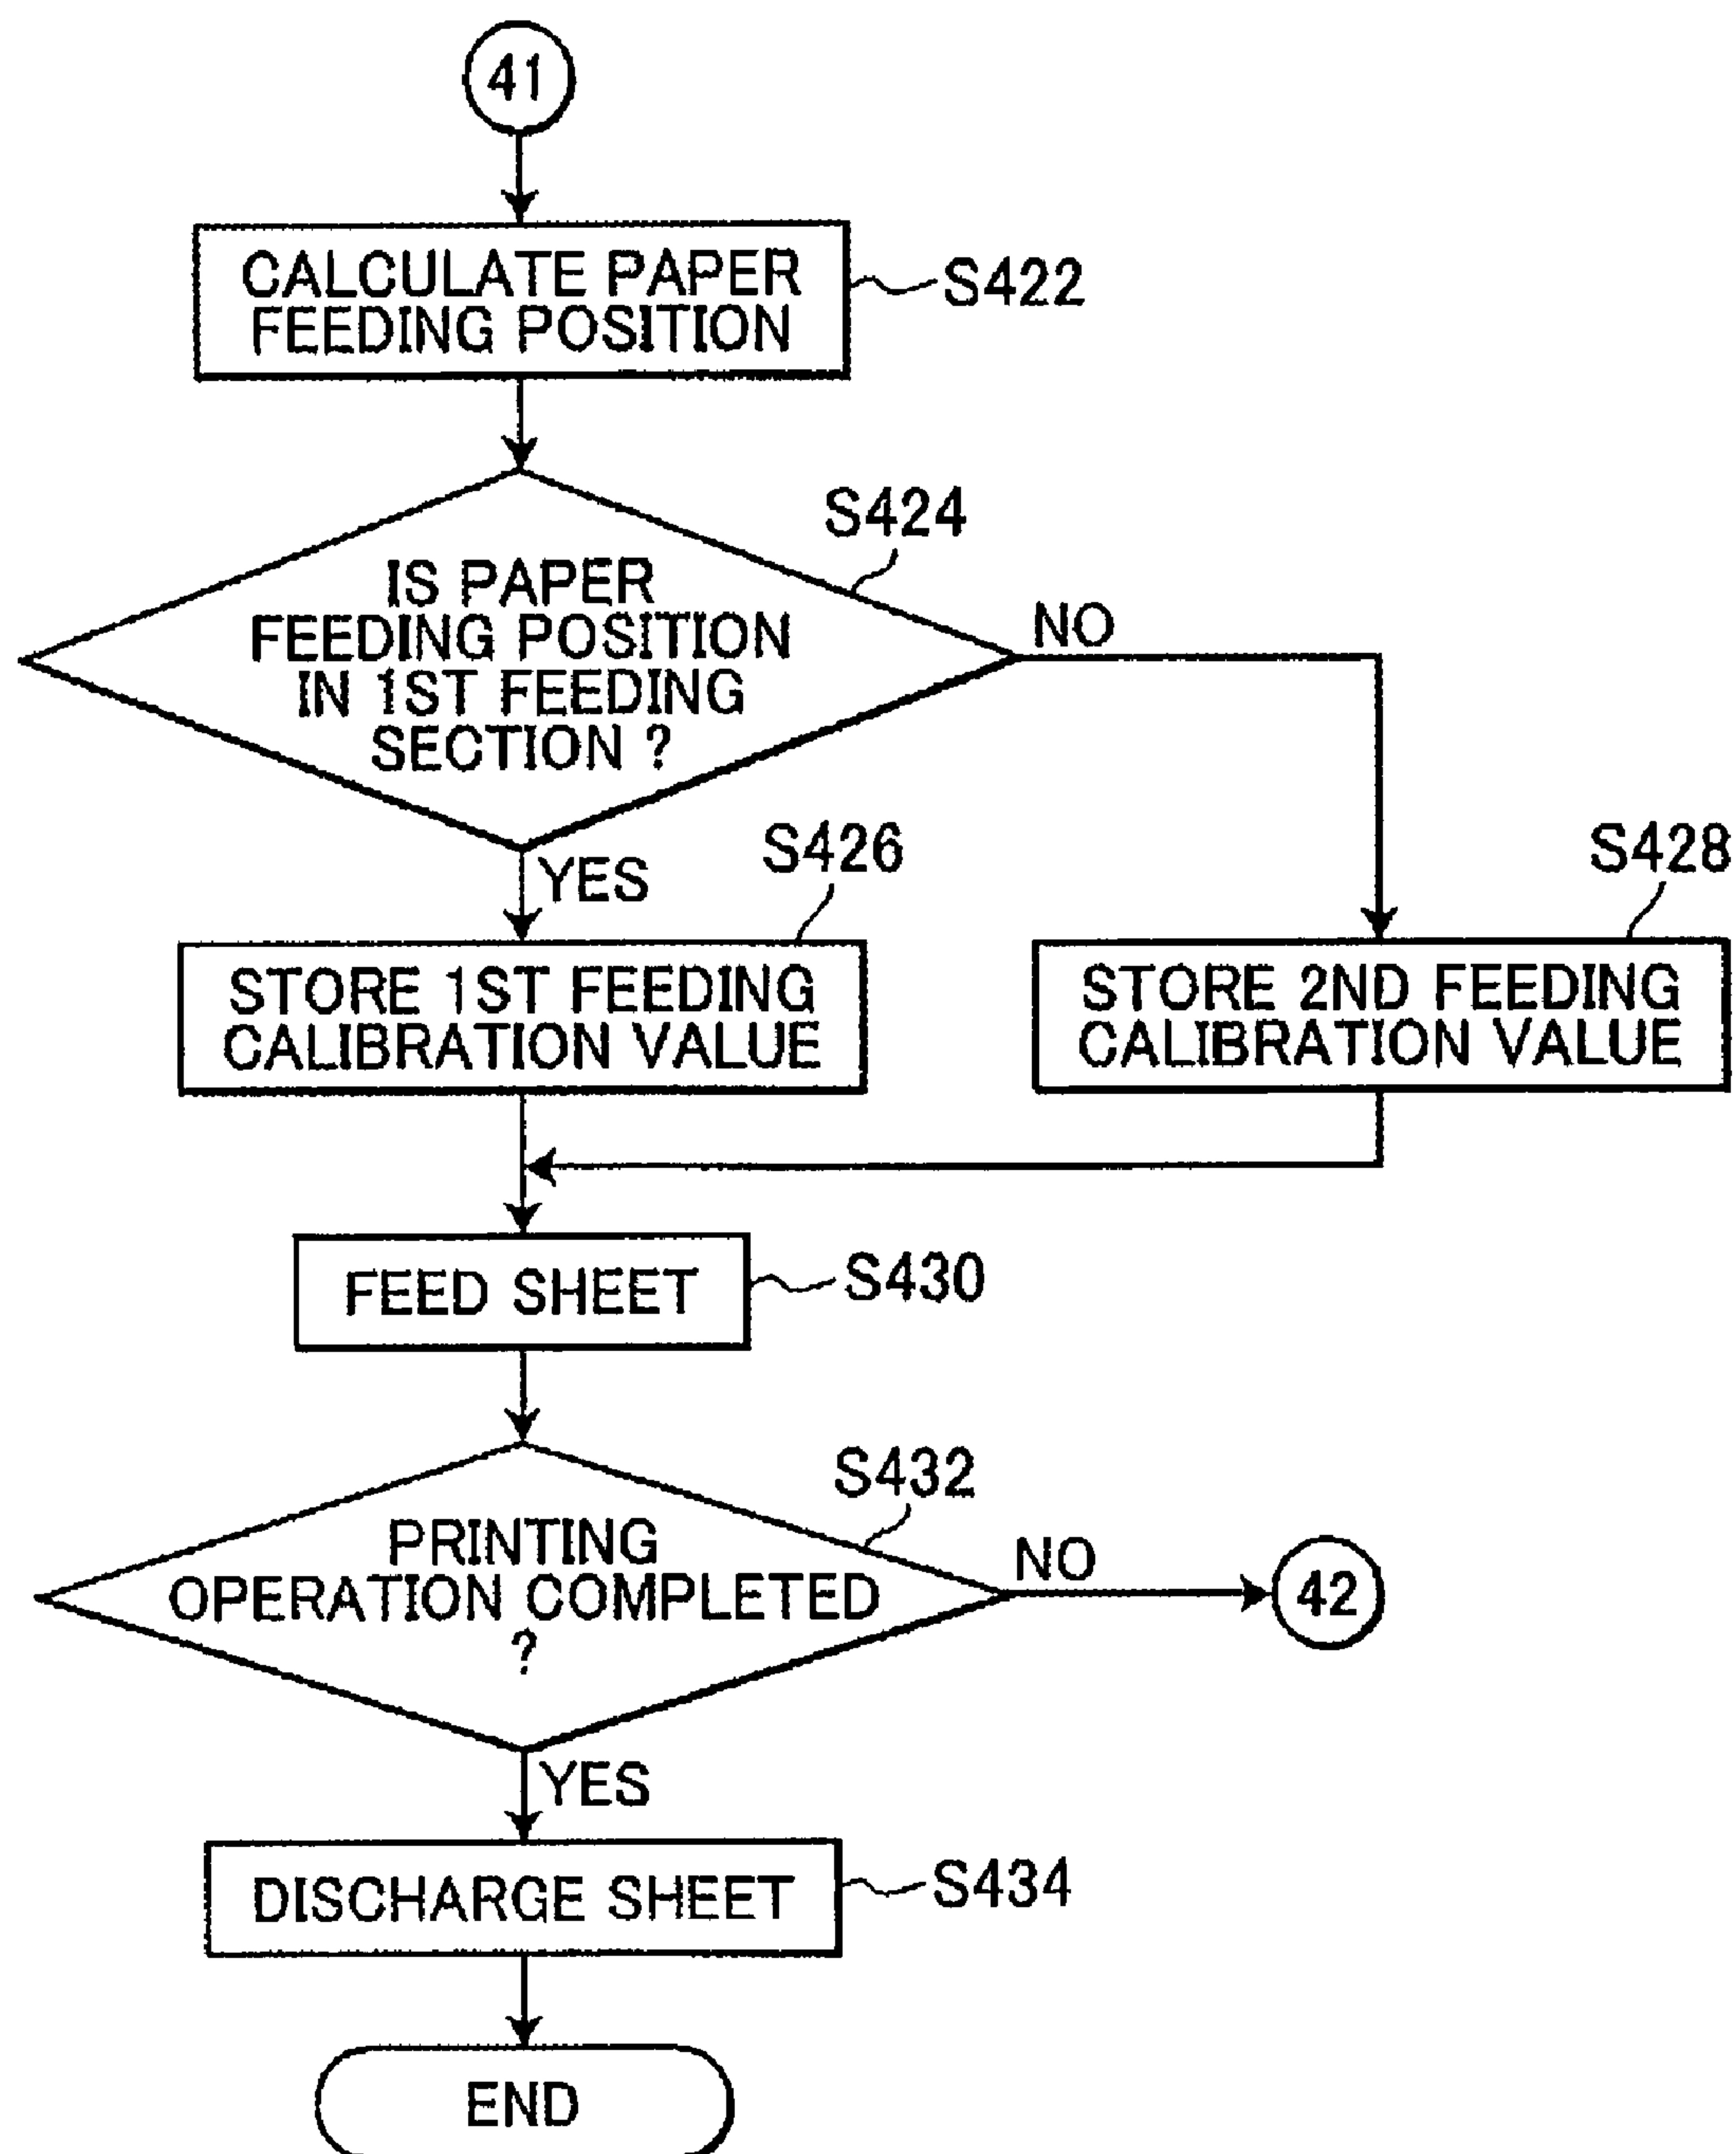 41
CALCULATE PAPER
FEEDING POSITION
S422
S424
IS PAPER
FEEDING POSITION
IN 1ST FEEDING
SECTION ?
NO
YES
S426
S428
STORE 1ST FEEDING
CALIBRATION VALUE
STORE 2ND FEEDING
CALIBRATION VALUE
FEED SHEET
S430
S432
PRINTING
OPERATION COMPLETED
?
NO
42
YES
DISCHARGE SHEET
S434
END